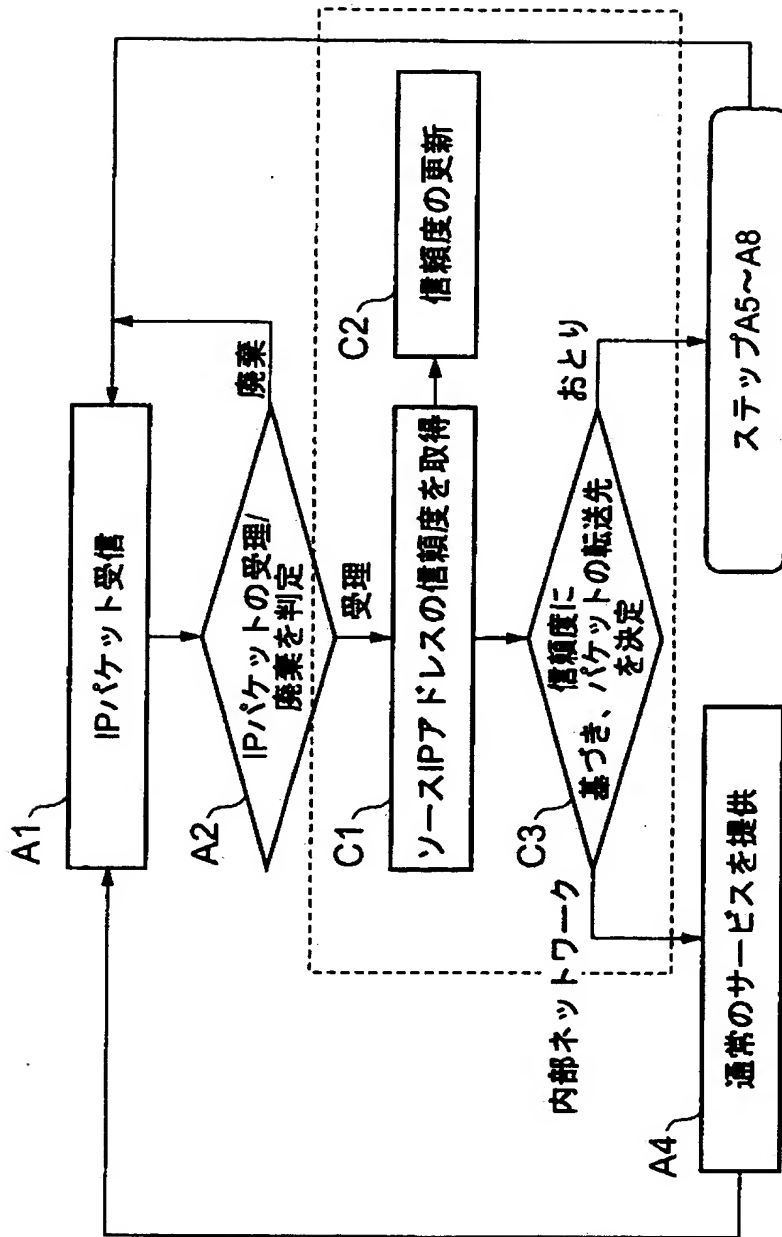 A1
IPパケット受信
A2
IPパケットの受理/
廃棄を判定
廃棄
受理
C1
ソースIPアドレスの信頼度を取得
C2
信頼度の更新
C3
信頼度に
基づき、パケットの転送先
を決定
内部ネットワーク
おとり
A4
通常のサービスを提供
ステップA5～A8